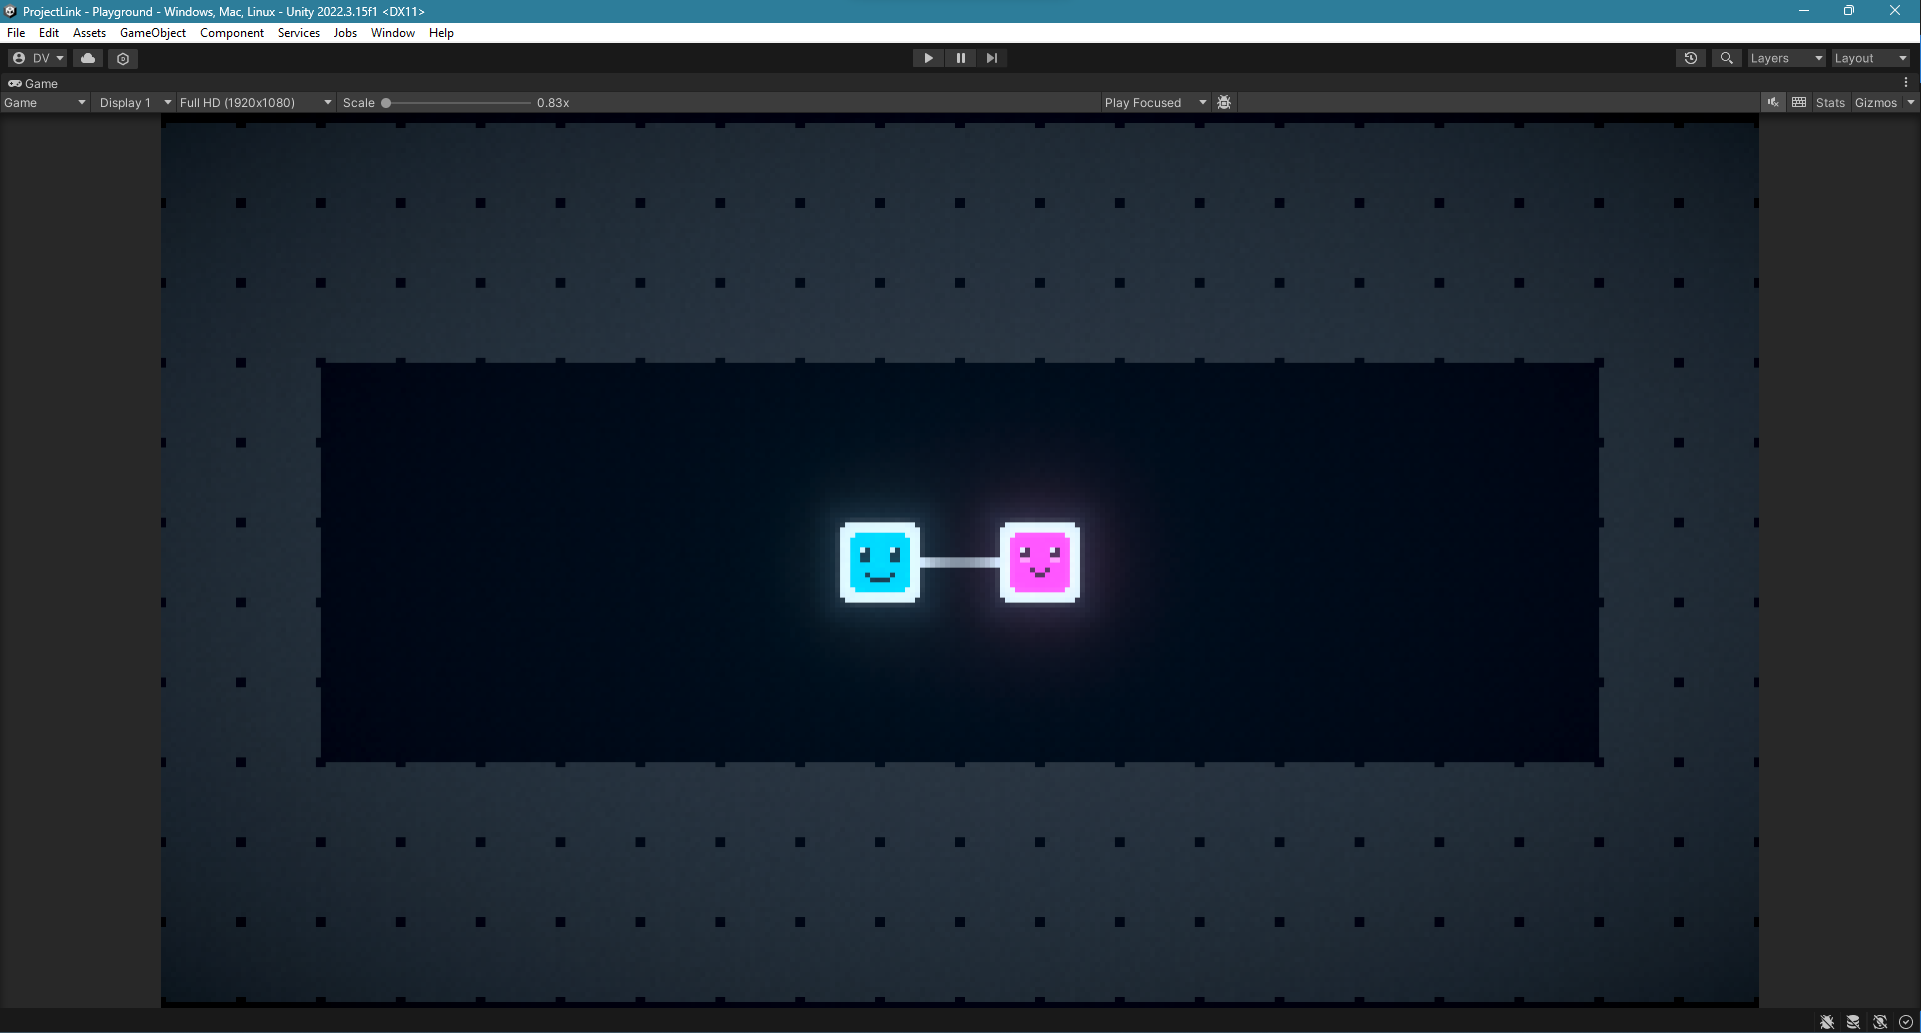 ProjectLink - Playground - Windows, Mac, Linux - Unity 2022.3.15f1 <DX11>
File Edit Assets GameObject Component Services Jobs Window Help
DV Layers Layout
Game
Game Display 1 Full HD (1920x1080) Scale 0.83x Play Focused Stats Gizmos